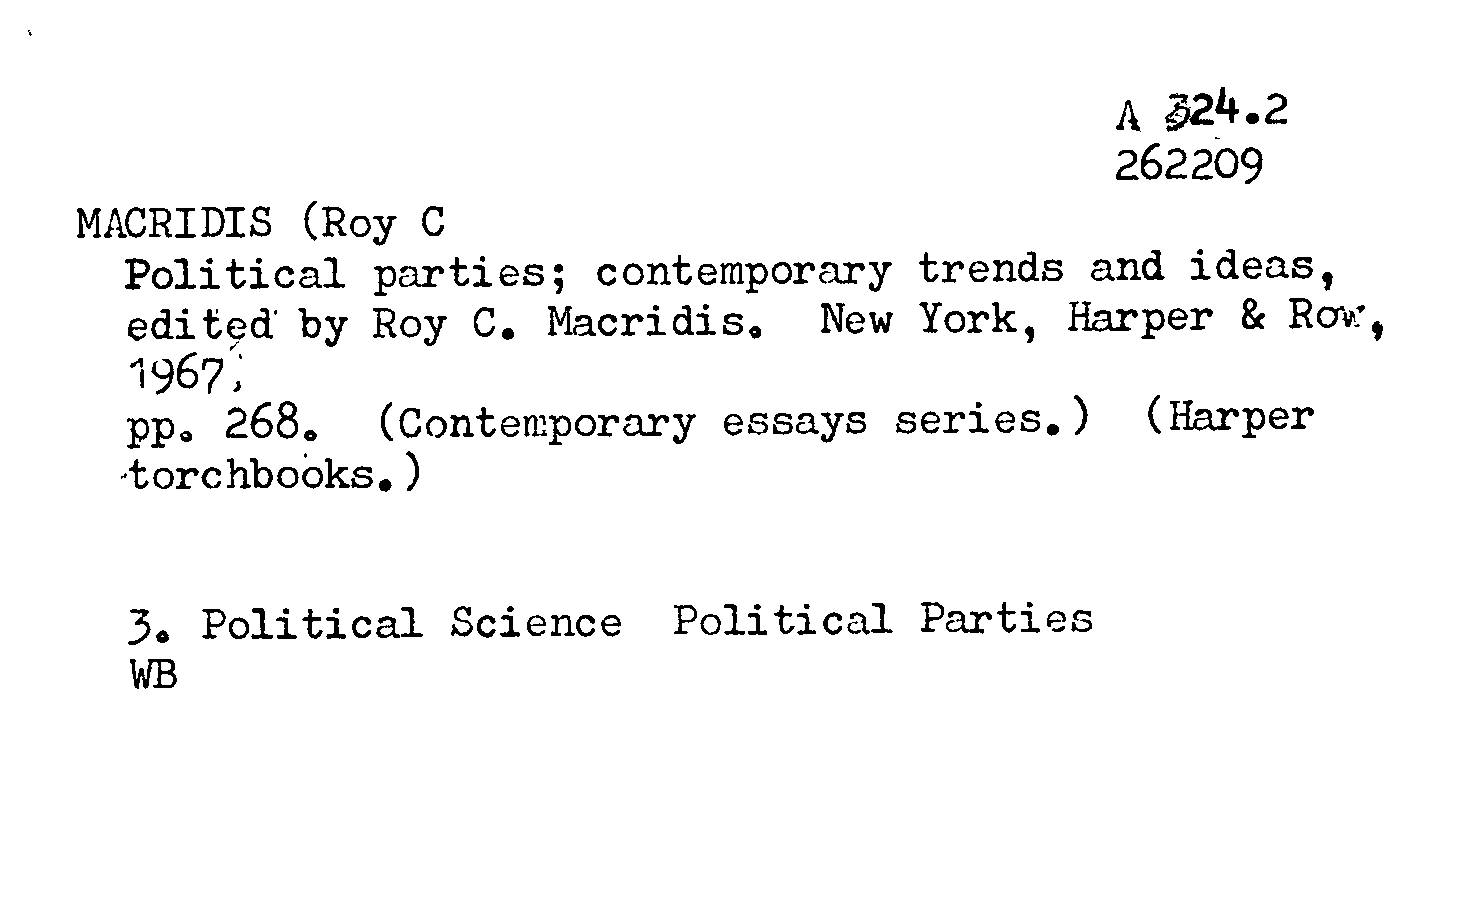 A 324.2
262209
MACRIDIS (Roy C
Political parties; contemporary trends and ideas,
edited by Roy C. Macridis. New York, Harper & Row,
1967.
pp. 268. (Contemporary essays series.) (Harper
torchbooks.)
3. Political Science Political Parties
WB